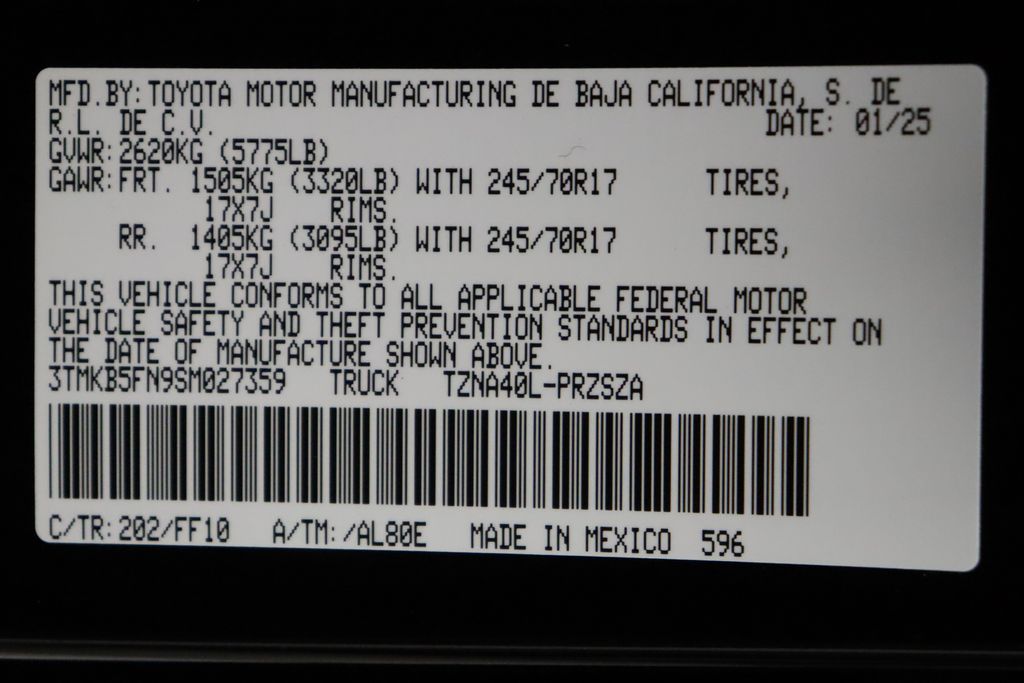 MFD.BY:TOYOTA MOTOR MANUFACTURING DE BAJA CALIFORNIA, S. DE
R.L. DE C.V. DATE: 01/25
GVWR:2620KG (5775LB)
GAWR:FRT. 1505KG (3320LB) WITH 245/70R17 TIRES,
17X7J RIMS.
RR. 1405KG (3095LB) WITH 245/70R17 TIRES,
17X7J RIMS.
THIS VEHICLE CONFORMS TO ALL APPLICABLE FEDERAL MOTOR
VEHICLE SAFETY AND THEFT PREVENTION STANDARDS IN EFFECT ON
THE DATE OF MANUFACTURE SHOWN ABOVE.
3TMKB5FN9SM027359 TRUCK TZNA40L-PRZSZA
C/TR:202/FF10 A/TM:/AL80E MADE IN MEXICO 596